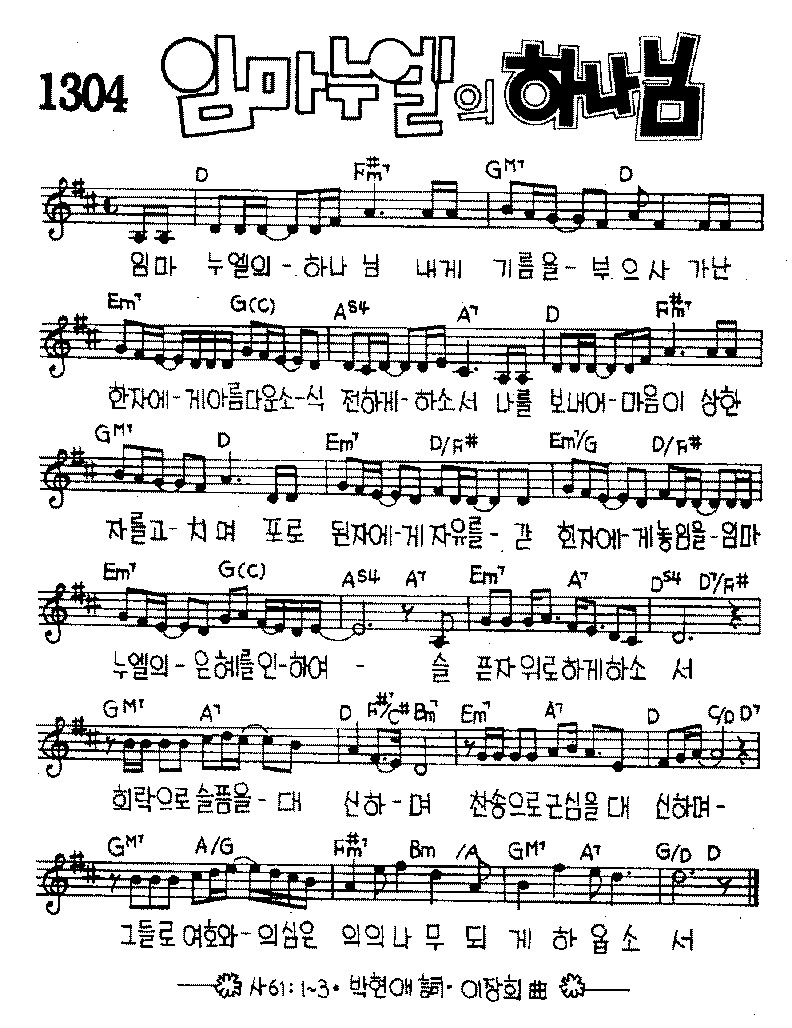 1304 임마누엘의 하나님
D F#m7 GM7 D
임마 누엘의-하나 님 내게 기름을-부 으사 가난
Em7 G(C) AS4 A7 D F#m7
한자에-게아름다운소-식 전하게-하소서 나를 보내어-마음이 상한
GM7 D Em7 D/F# Em7/G D/F#
자를고-치며 포로 된자에-게자유를-갇 힌자에-게놓임을-임마
Em7 G(C) AS4 A7 Em7 A7 DS4 D7/F#
누엘의-은혜를인-하여 - 슬 픈자위로하게하소 서
GM7 A7 D F#7/C# Bm7 Em7 A7 D C/D D7
희락으로슬픔을-대 신하-며 찬송으로근심을대 신하며-
GM7 A/G F#m7 Bm /A GM7 A7 G/D D
그들로여호와-의심은 의의나 무 되 게 하 옵 소 서
사61:1~3• 박현애 詞• 이장희 曲